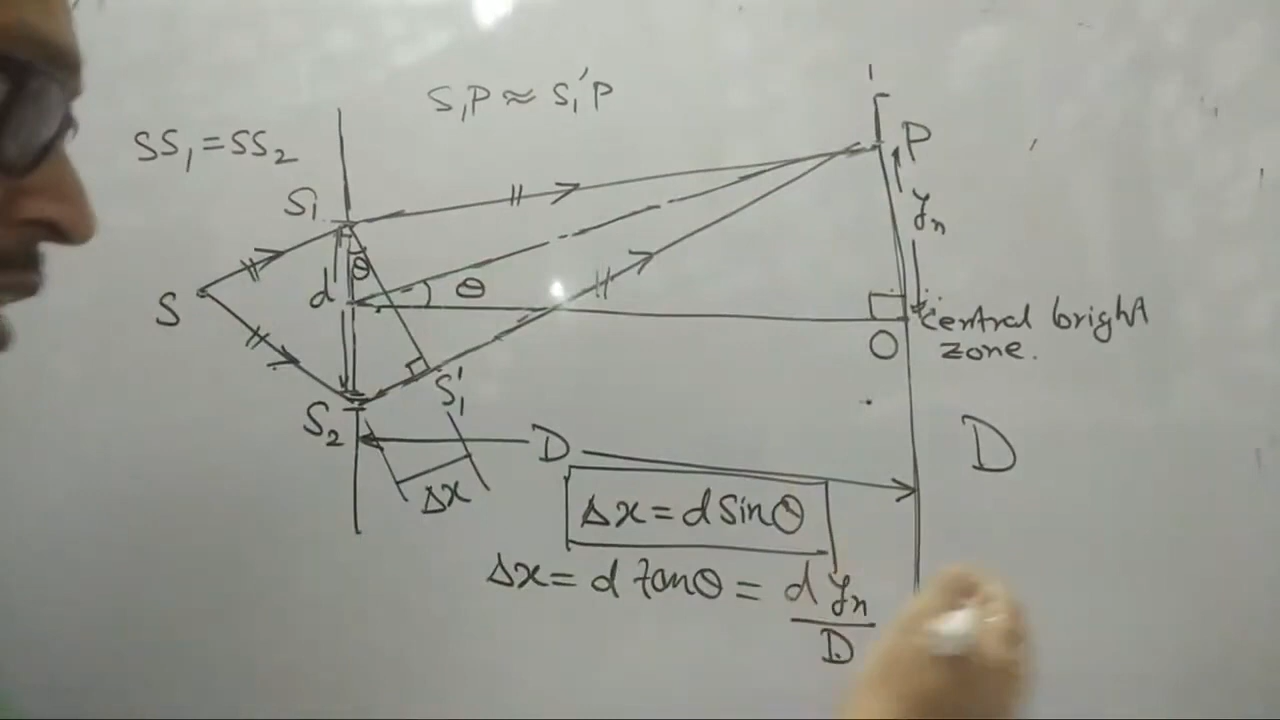 S₁P ≈ S₁'P
SS₁ = SS₂
P
S₁
yₙ
θ
d
θ
S
central bright
zone.
O
S₁'
S₂
D
D
Δx
Δx = d sinθ
Δx = d tanθ = d yₙ
D